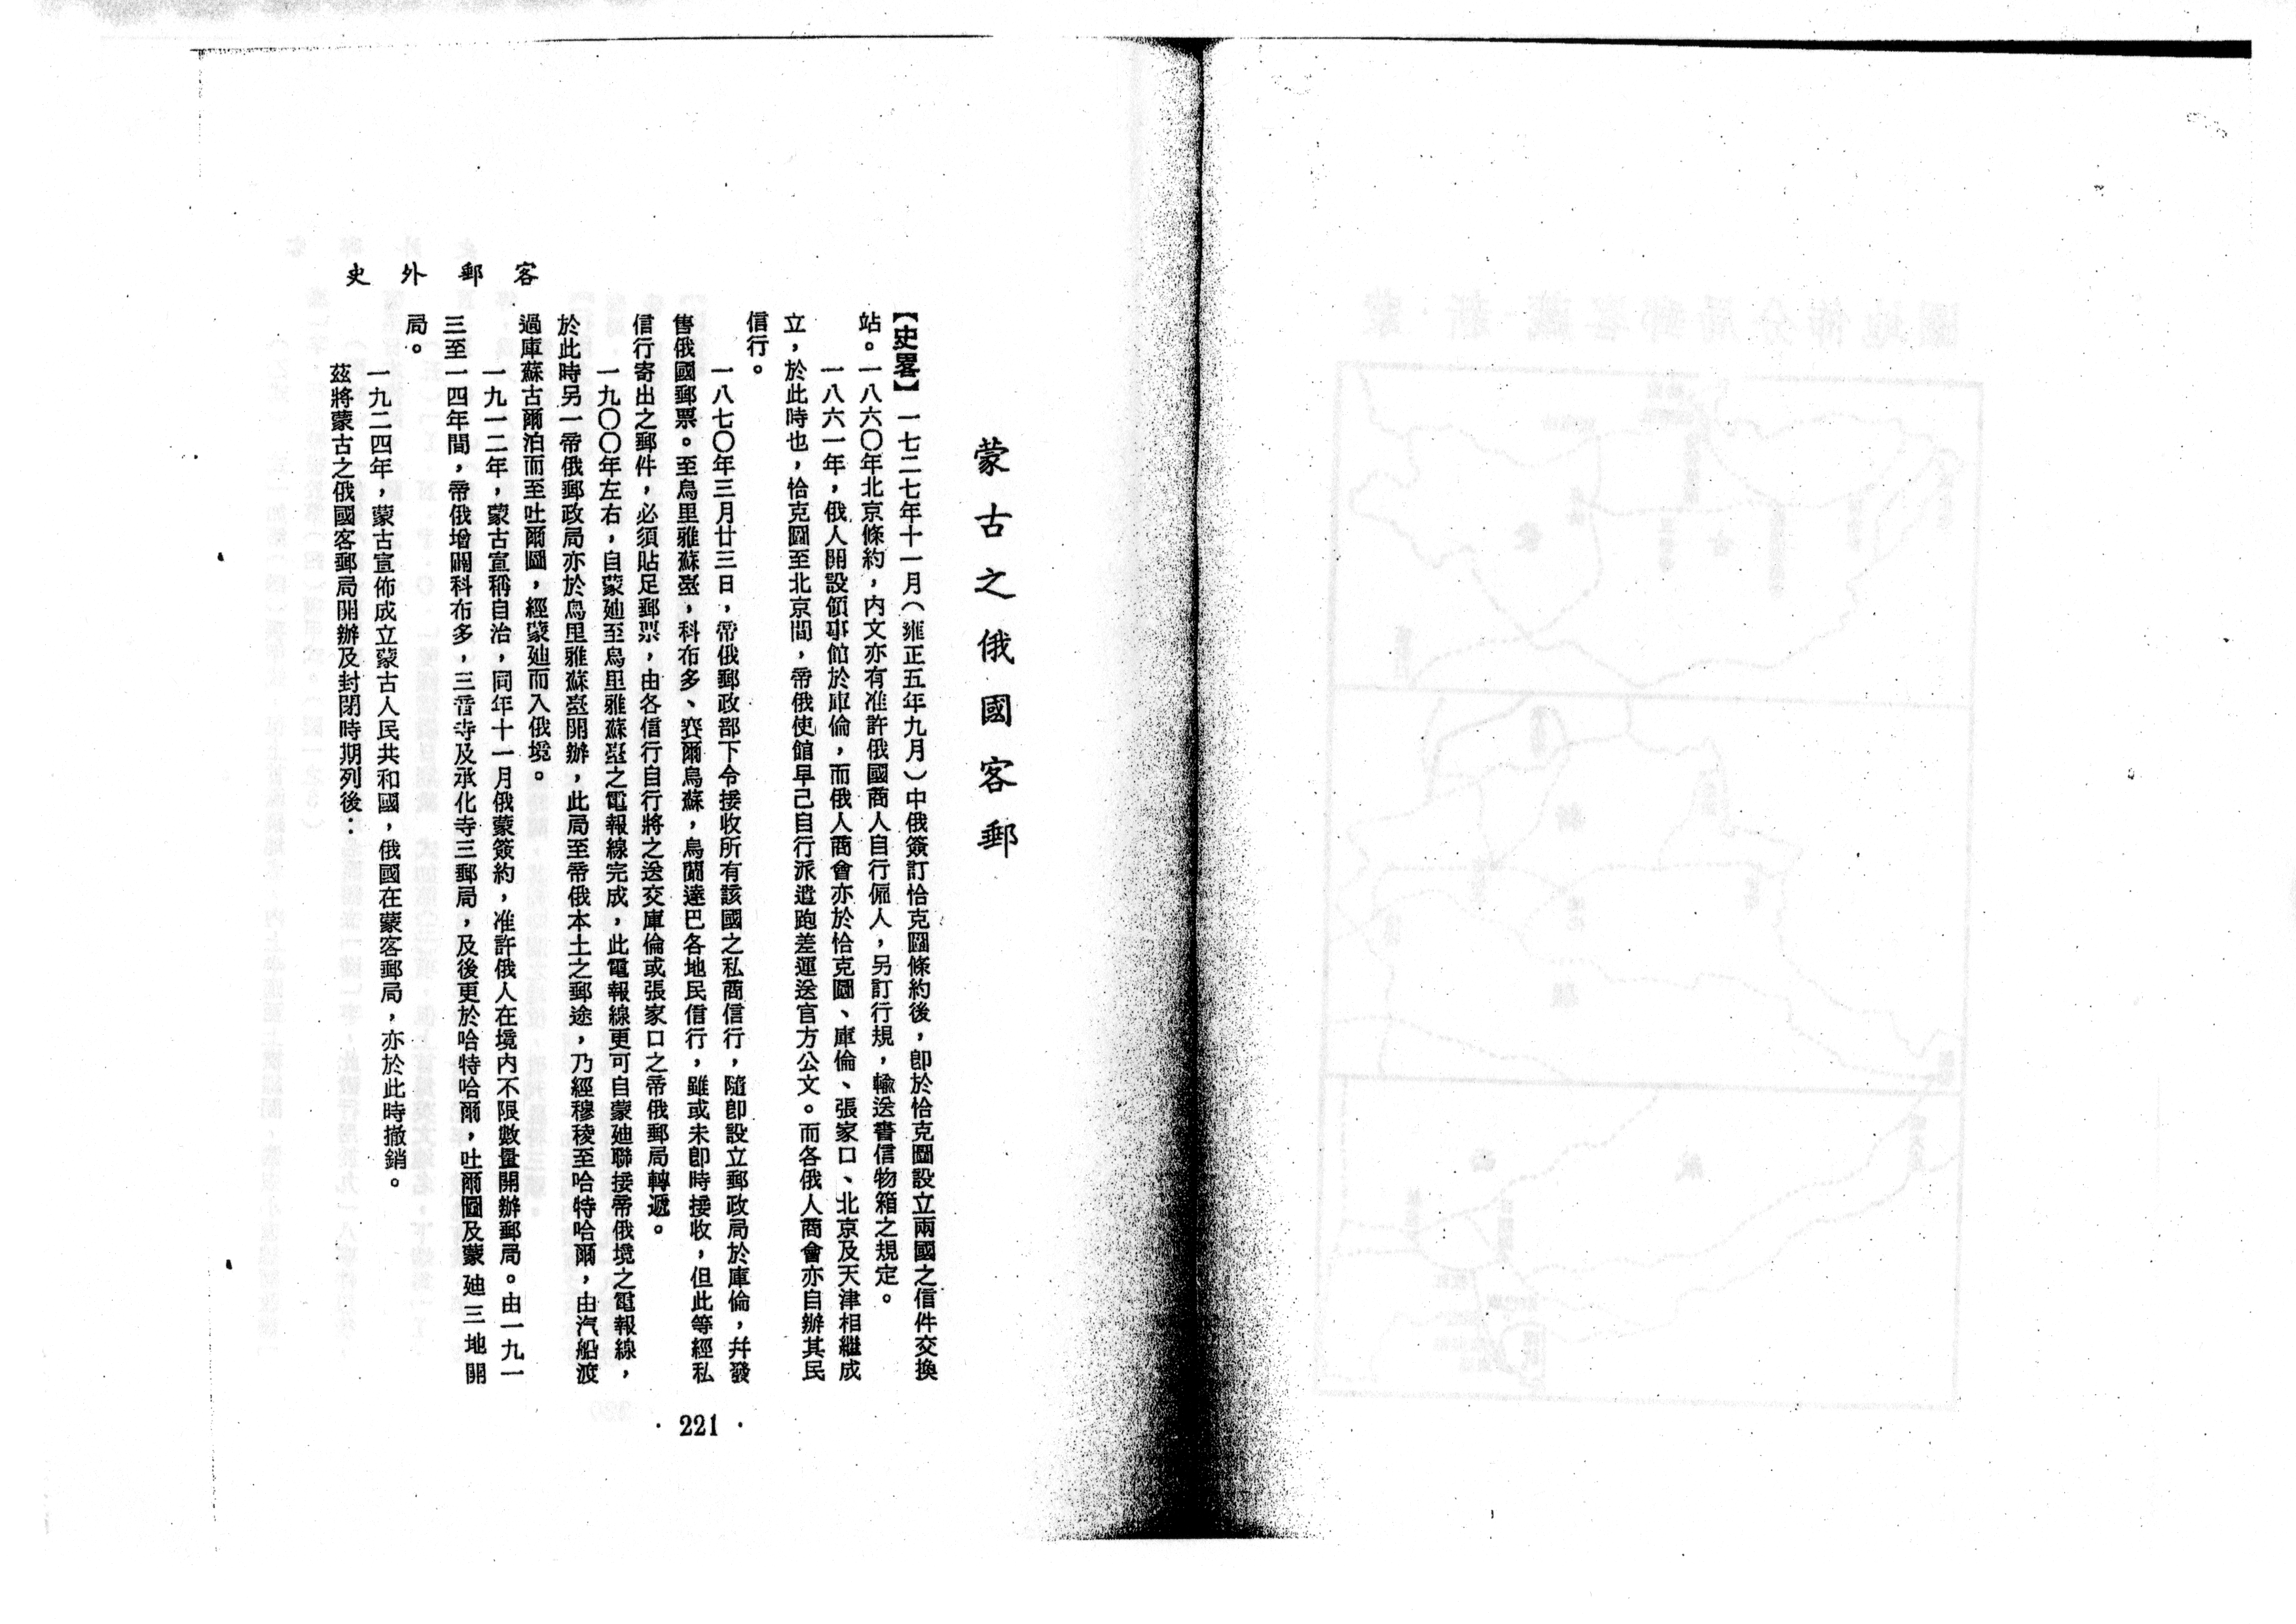 蒙古之俄國客郵
【史畧】一七二七年十一月（雍正五年九月）中俄簽訂恰克圖條約後，卽於恰克圖設立兩國之信件交換
站。一八六〇年北京條約，內文亦有准許俄國商人自行僱人，另訂行規，輸送書信物箱之規定。
一八六一年，俄人開設領事館於庫倫，而俄人商會亦於恰克圖、庫倫、張家口、北京及天津相繼成
立，於此時也，恰克圖至北京間，帝俄使館早己自行派遣跑差運送官方公文。而各俄人商會亦自辦其民
信行。
一八七〇年三月廿三日，帝俄郵政部下令接收所有該國之私商信行，隨卽設立郵政局於庫倫，幷發
售俄國郵票。至烏里雅蘇臺，科布多、賽爾烏蘇，烏蘭達巴各地民信行，雖或未卽時接收，但此等經私
信行寄出之郵件，必須貼足郵票，由各信行自行將之送交庫倫或張家口之帝俄郵局轉遞。
一九〇〇年左右，自蒙廸至烏里雅蘇臺之電報線完成，此電報線更可自蒙廸聯接帝俄境之電報線，
於此時另一帝俄郵政局亦於烏里雅蘇臺開辦，此局至帝俄本土之郵途，乃經穆稜至哈特哈爾，由汽船渡
過庫蘇古爾泊而至吐爾圖，經蒙廸而入俄境。
一九一二年，蒙古宣稱自治，同年十一月俄蒙簽約，准許俄人在境內不限數量開辦郵局。由一九一
三至一四年間，帝俄增闢科布多，三音寺及承化寺三郵局，及後更於哈特哈爾，吐爾圖及蒙廸三地開
局。
一九二四年，蒙古宣佈成立蒙古人民共和國，俄國在蒙客郵局，亦於此時撤銷。
茲將蒙古之俄國客郵局開辦及封閉時期列後：
客郵外史
·221·